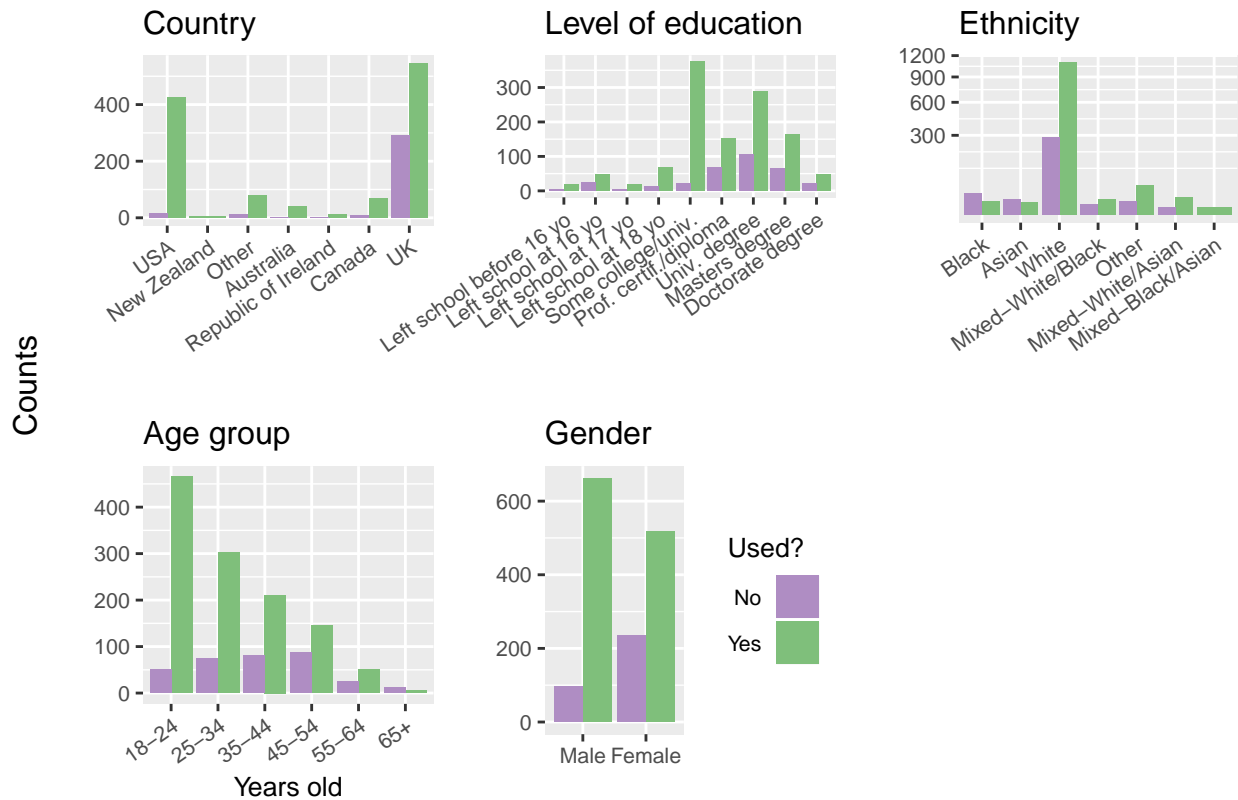 Counts
Country
400
200
0
USA
New Zealand
Other
Australia
Republic of Ireland
Canada
UK
Level of education
300
200
100
0
Left school before 16 yo
Left school at 16 yo
Left school at 17 yo
Left school at 18 yo
Some college/univ.
Prof. certif./diploma
Univ. degree
Masters degree
Doctorate degree
Ethnicity
1200
900
600
300
Black
Asian
White
Mixed−White/Black
Other
Mixed−White/Asian
Mixed−Black/Asian
Age group
400
300
200
100
0
18−24
25−34
35−44
45−54
55−64
65+
Years old
Gender
600
400
200
0
Male
Female
Used?
No
Yes